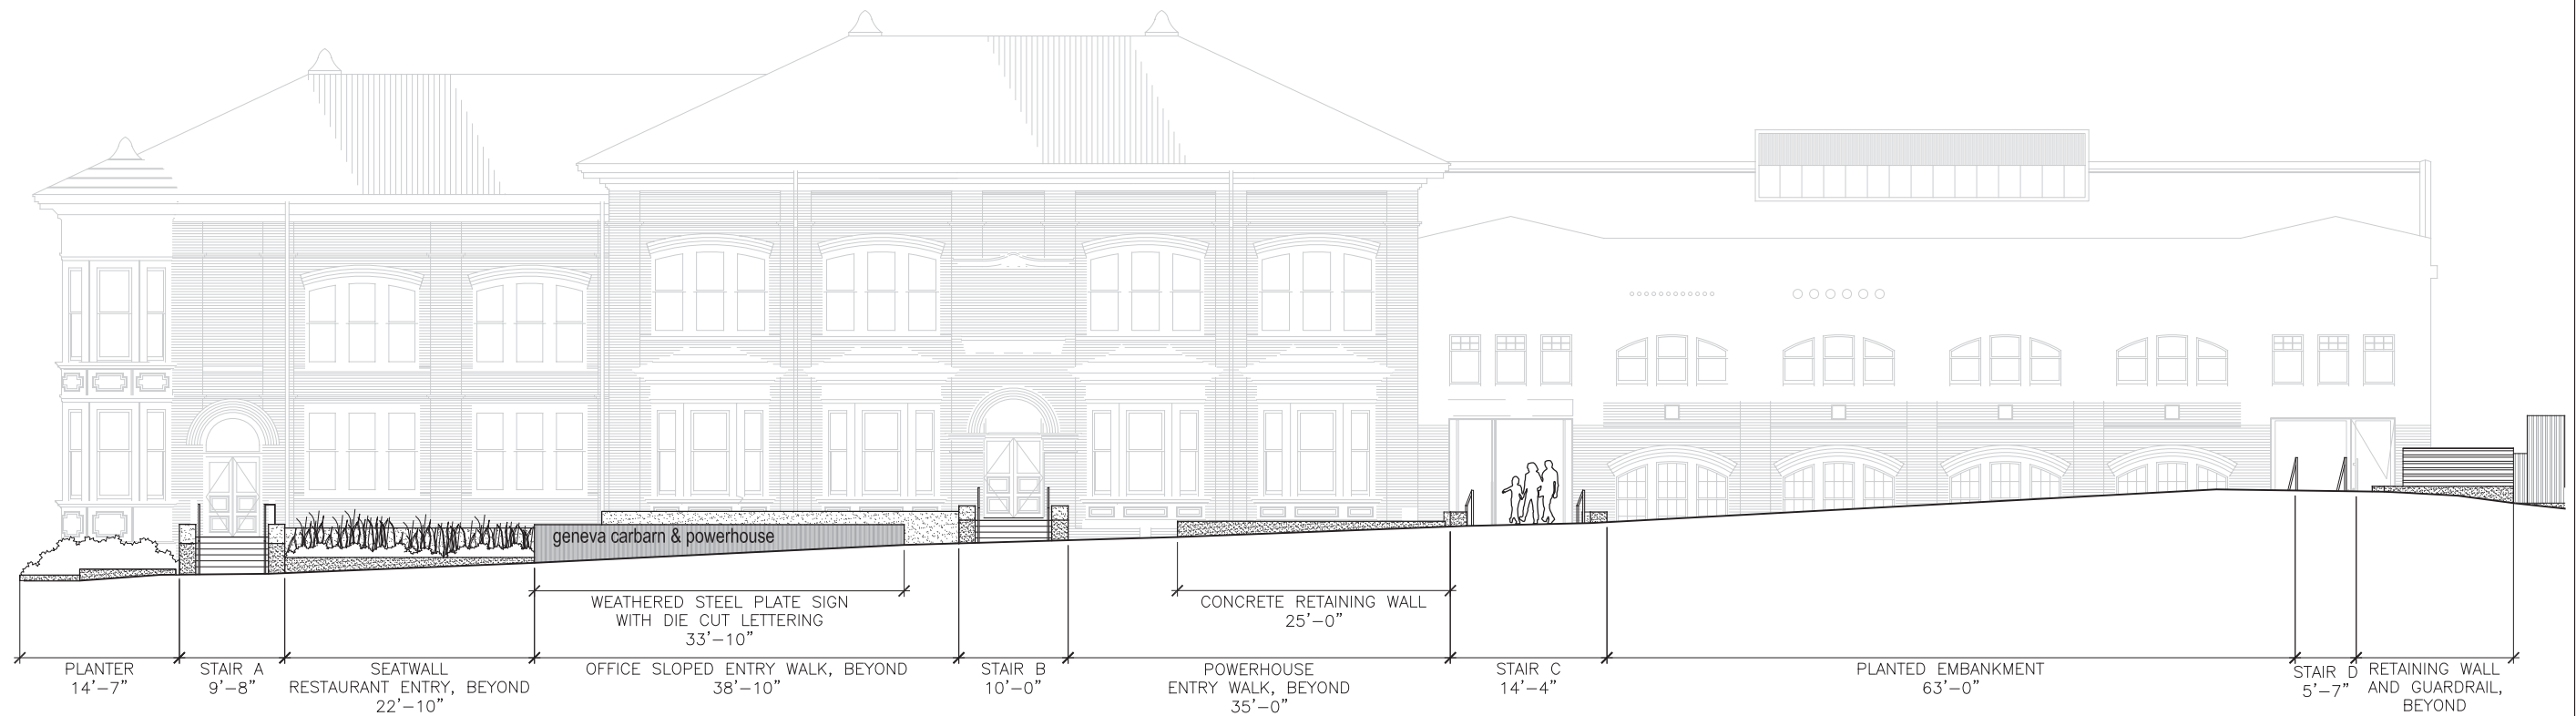 geneva carbarn & powerhouse
WEATHERED STEEL PLATE SIGN
WITH DIE CUT LETTERING
33'-10"
CONCRETE RETAINING WALL
25'-0"
PLANTER
14'-7"
STAIR A
9'-8"
SEATWALL
RESTAURANT ENTRY, BEYOND
22'-10"
OFFICE SLOPED ENTRY WALK, BEYOND
38'-10"
STAIR B
10'-0"
POWERHOUSE
ENTRY WALK, BEYOND
35'-0"
STAIR C
14'-4"
PLANTED EMBANKMENT
63'-0"
STAIR D
5'-7"
RETAINING WALL
AND GUARDRAIL,
BEYOND